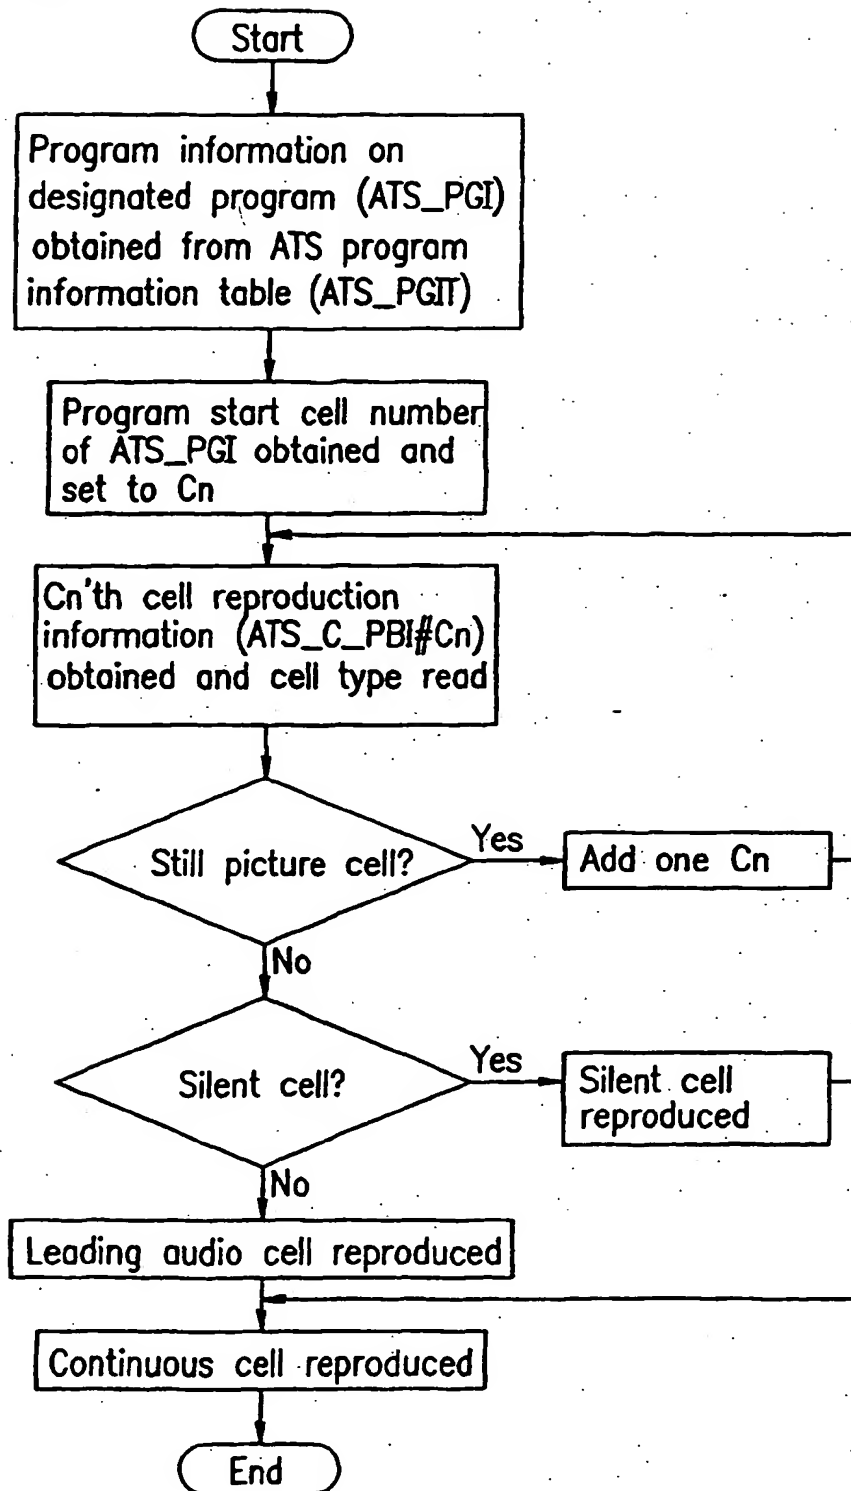 Start
Program information on
designated program (ATS_PGI)
obtained from ATS program
information table (ATS_PGIT)
Program start cell number
of ATS_PGI obtained and
set to Cn
Cn'th cell reproduction
information (ATS_C_PBI#Cn)
obtained and cell type read
Still picture cell?
Yes
Add one Cn
No
Silent cell?
Yes
Silent cell
reproduced
No
Leading audio cell reproduced
Continuous cell reproduced
End